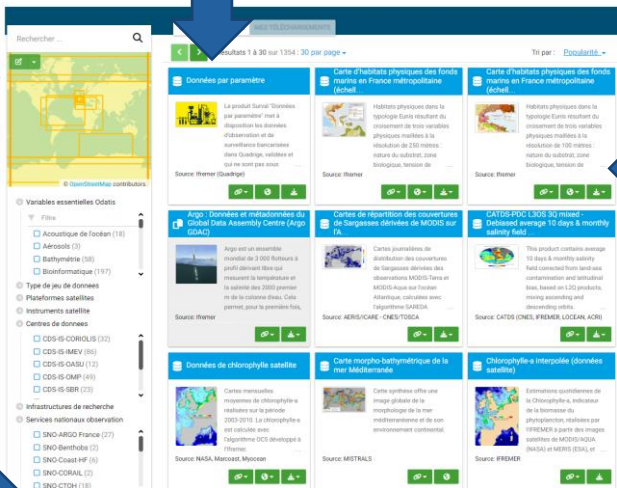 MES TÉLÉCHARGEMENTS
Rechercher ...
Résultats 1 à 30 sur 1354 : 30 par page
Tri par : Popularité
© OpenStreetMap contributors.
Variables essentielles Odatis
Filtre
Acoustique de l'océan (18)
Aérosols (3)
Bathymétrie (58)
Bioinformatique (197)
Type de jeu de données
Plateformes satellites
Instruments satellite
Centres de donnees
CDS-IS-CORIOLIS (32)
CDS-IS-IMEV (86)
CDS-IS-OASU (12)
CDS-IS-OMP (49)
CDS-IS-SBR (23)
Infrastructures de recherche
Services nationaux observation
SNO-ARGO France (27)
SNO-Benthobs (2)
SNO-Coast-HF (6)
SNO-CORAIL (2)
SNO-CTOH (18)
Données par paramètre
Le produit Surval "Données
par paramètre" met à
disposition les données
d'observation et de
surveillance bancarisées
dans Quadrige, validées et
qui ne sont pas sous
...
Source: Ifremer (Quadrige)
Carte d'habitats physiques des fonds
marins en France métropolitaine
(échell...
Habitats physiques dans la
typologie Eunis résultant du
croisement de trois variables
physiques maillées à la
résolution de 250 mètres :
nature du substrat, zone
biologique, tension de
...
Source: Ifremer
Carte d'habitats physiques des fonds
marins en France métropolitaine
(échell...
Habitats physiques dans la
typologie Eunis résultant du
croisement de trois variables
physiques maillées à la
résolution de 100 mètres :
nature du substrat, zone
biologique, tension de
...
Source: Ifremer
Argo : Données et métadonnées du
Global Data Assembly Centre (Argo
GDAC)
Argo est un ensemble
mondial de 3 000 flotteurs à
profil dérivant libre qui
mesurent la température et
la salinité des 2000 premier
m de la colonne d'eau. Cela
permet, pour la première fois,
Source: Ifremer
Cartes de répartition des couvertures
de Sargasses dérivées de MODIS sur
l'A...
Cartes journalières de
distribution des couvertures
de Sargasses dérivées des
observations MODIS-Terra et
MODIS-Aqua sur l'océan
Atlantique, calculées avec
l'algorithme SAREDA
Source: AERIS/ICARE - CNES/TOSCA
CATDS-PDC L3OS 3Q mixed -
Debiased average 10 days & monthly
salinity field ...
This product contains average
10 days & monthly salinity
field corrected from land-sea
contamination and latitudinal
bias, based on L2Q products,
mixing ascending and
descending orbits.
Source: CATDS (CNES, IFREMER, LOCEAN, ACRI)
Données de chlorophylle satellite
Cartes mensuelles
moyennes de chlorophylle-a
réalisées sur la période
2003-2010. La chlorophylle-a
est calculée avec
l'algorithme OC5 développé à
l'Ifremer.
Source: NASA, Marcoast, Myocean
Carte morpho-bathymétrique de la
mer Méditerranée
Carte synthèse offre une
image globale de la
morphologie de la mer
méditerranéenne et de son
environnement continental.
Source: MISTRALS
Chlorophylle-a interpolée (données
satellite)
Estimations quotidiennes de
la Chlorophylle-a, indicateur
de la biomasse du
phytoplancton, réalisées par
l'IFREMER à partir des images
satellites de MODIS/AQUA
(NASA) et MERIS (ESA), et
...
Source: IFREMER